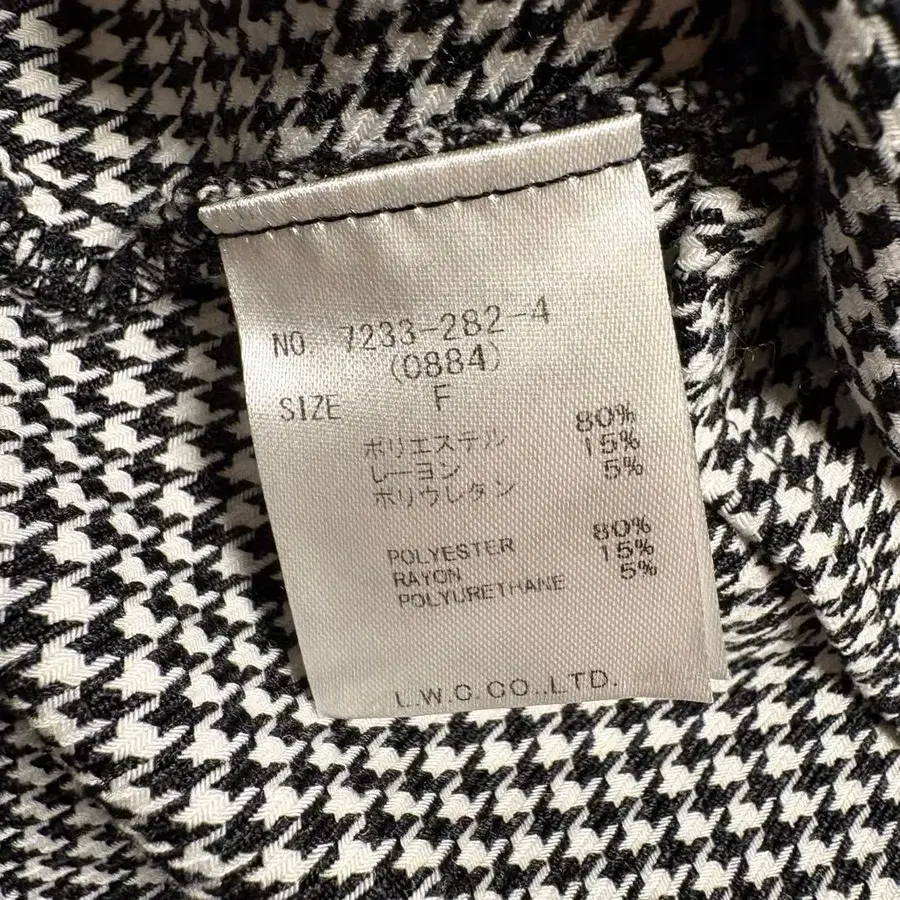 NO. 7233-282-4
(0884)
SIZE F
ポリエステル 80%
レーヨン 15%
ポリウレタン 5%
POLYESTER 80%
RAYON 15%
POLYURETHANE 5%
L.W.C.CO.,LTD.